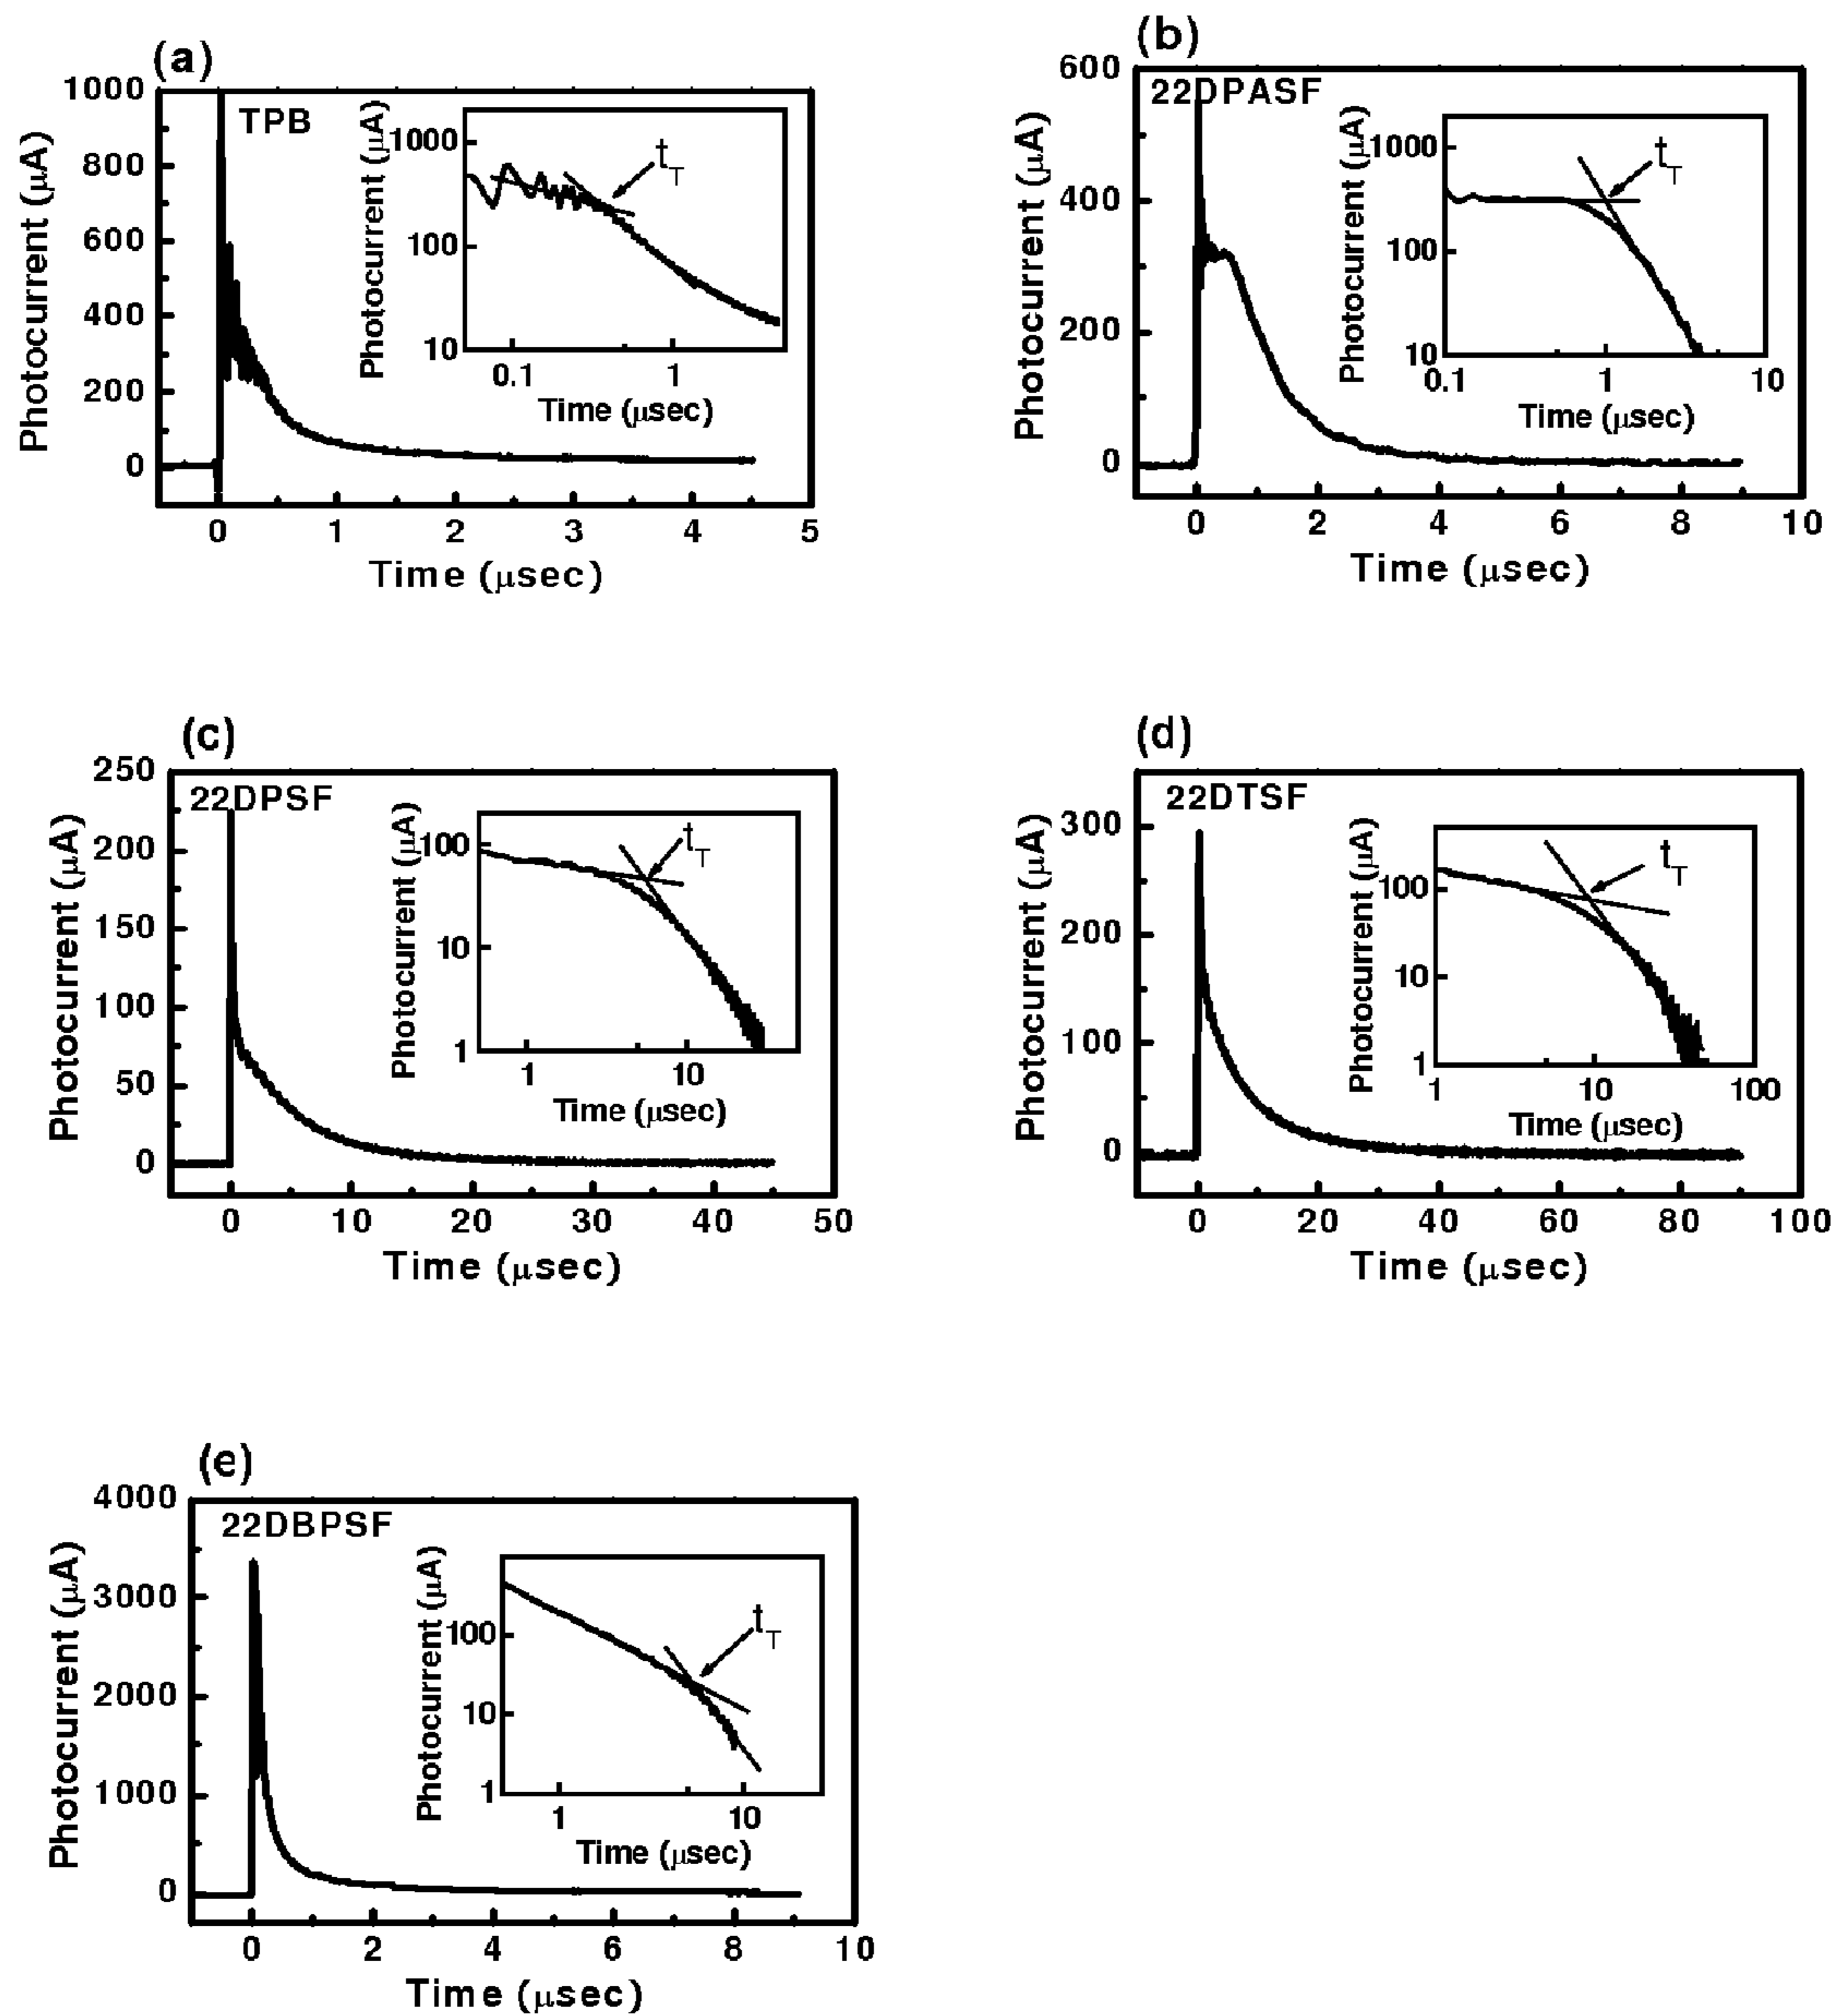 (a)
TPB
Photocurrent (μA)
1000
800
600
400
200
0
0 1 2 3 4 5
Time (μsec)
Photocurrent (μA)
1000
100
10
tT
0.1 1
Time (μsec)
(b)
22DPASF
Photocurrent (μA)
600
400
200
0
0 2 4 6 8 10
Time (μsec)
Photocurrent (μA)
1000
100
10
tT
0.1 1 10
Time (μsec)
(c)
22DPSF
Photocurrent (μA)
250
200
150
100
50
0
0 10 20 30 40 50
Time (μsec)
Photocurrent (μA)
100
10
1
tT
1 10
Time (μsec)
(d)
22DTSF
Photocurrent (μA)
300
200
100
0
0 20 40 60 80 100
Time (μsec)
Photocurrent (μA)
100
10
1
tT
1 10 100
Time (μsec)
(e)
22DBPSF
Photocurrent (μA)
4000
3000
2000
1000
0
0 2 4 6 8 10
Time (μsec)
Photocurrent (μA)
100
10
1
tT
1 10
Time (μsec)